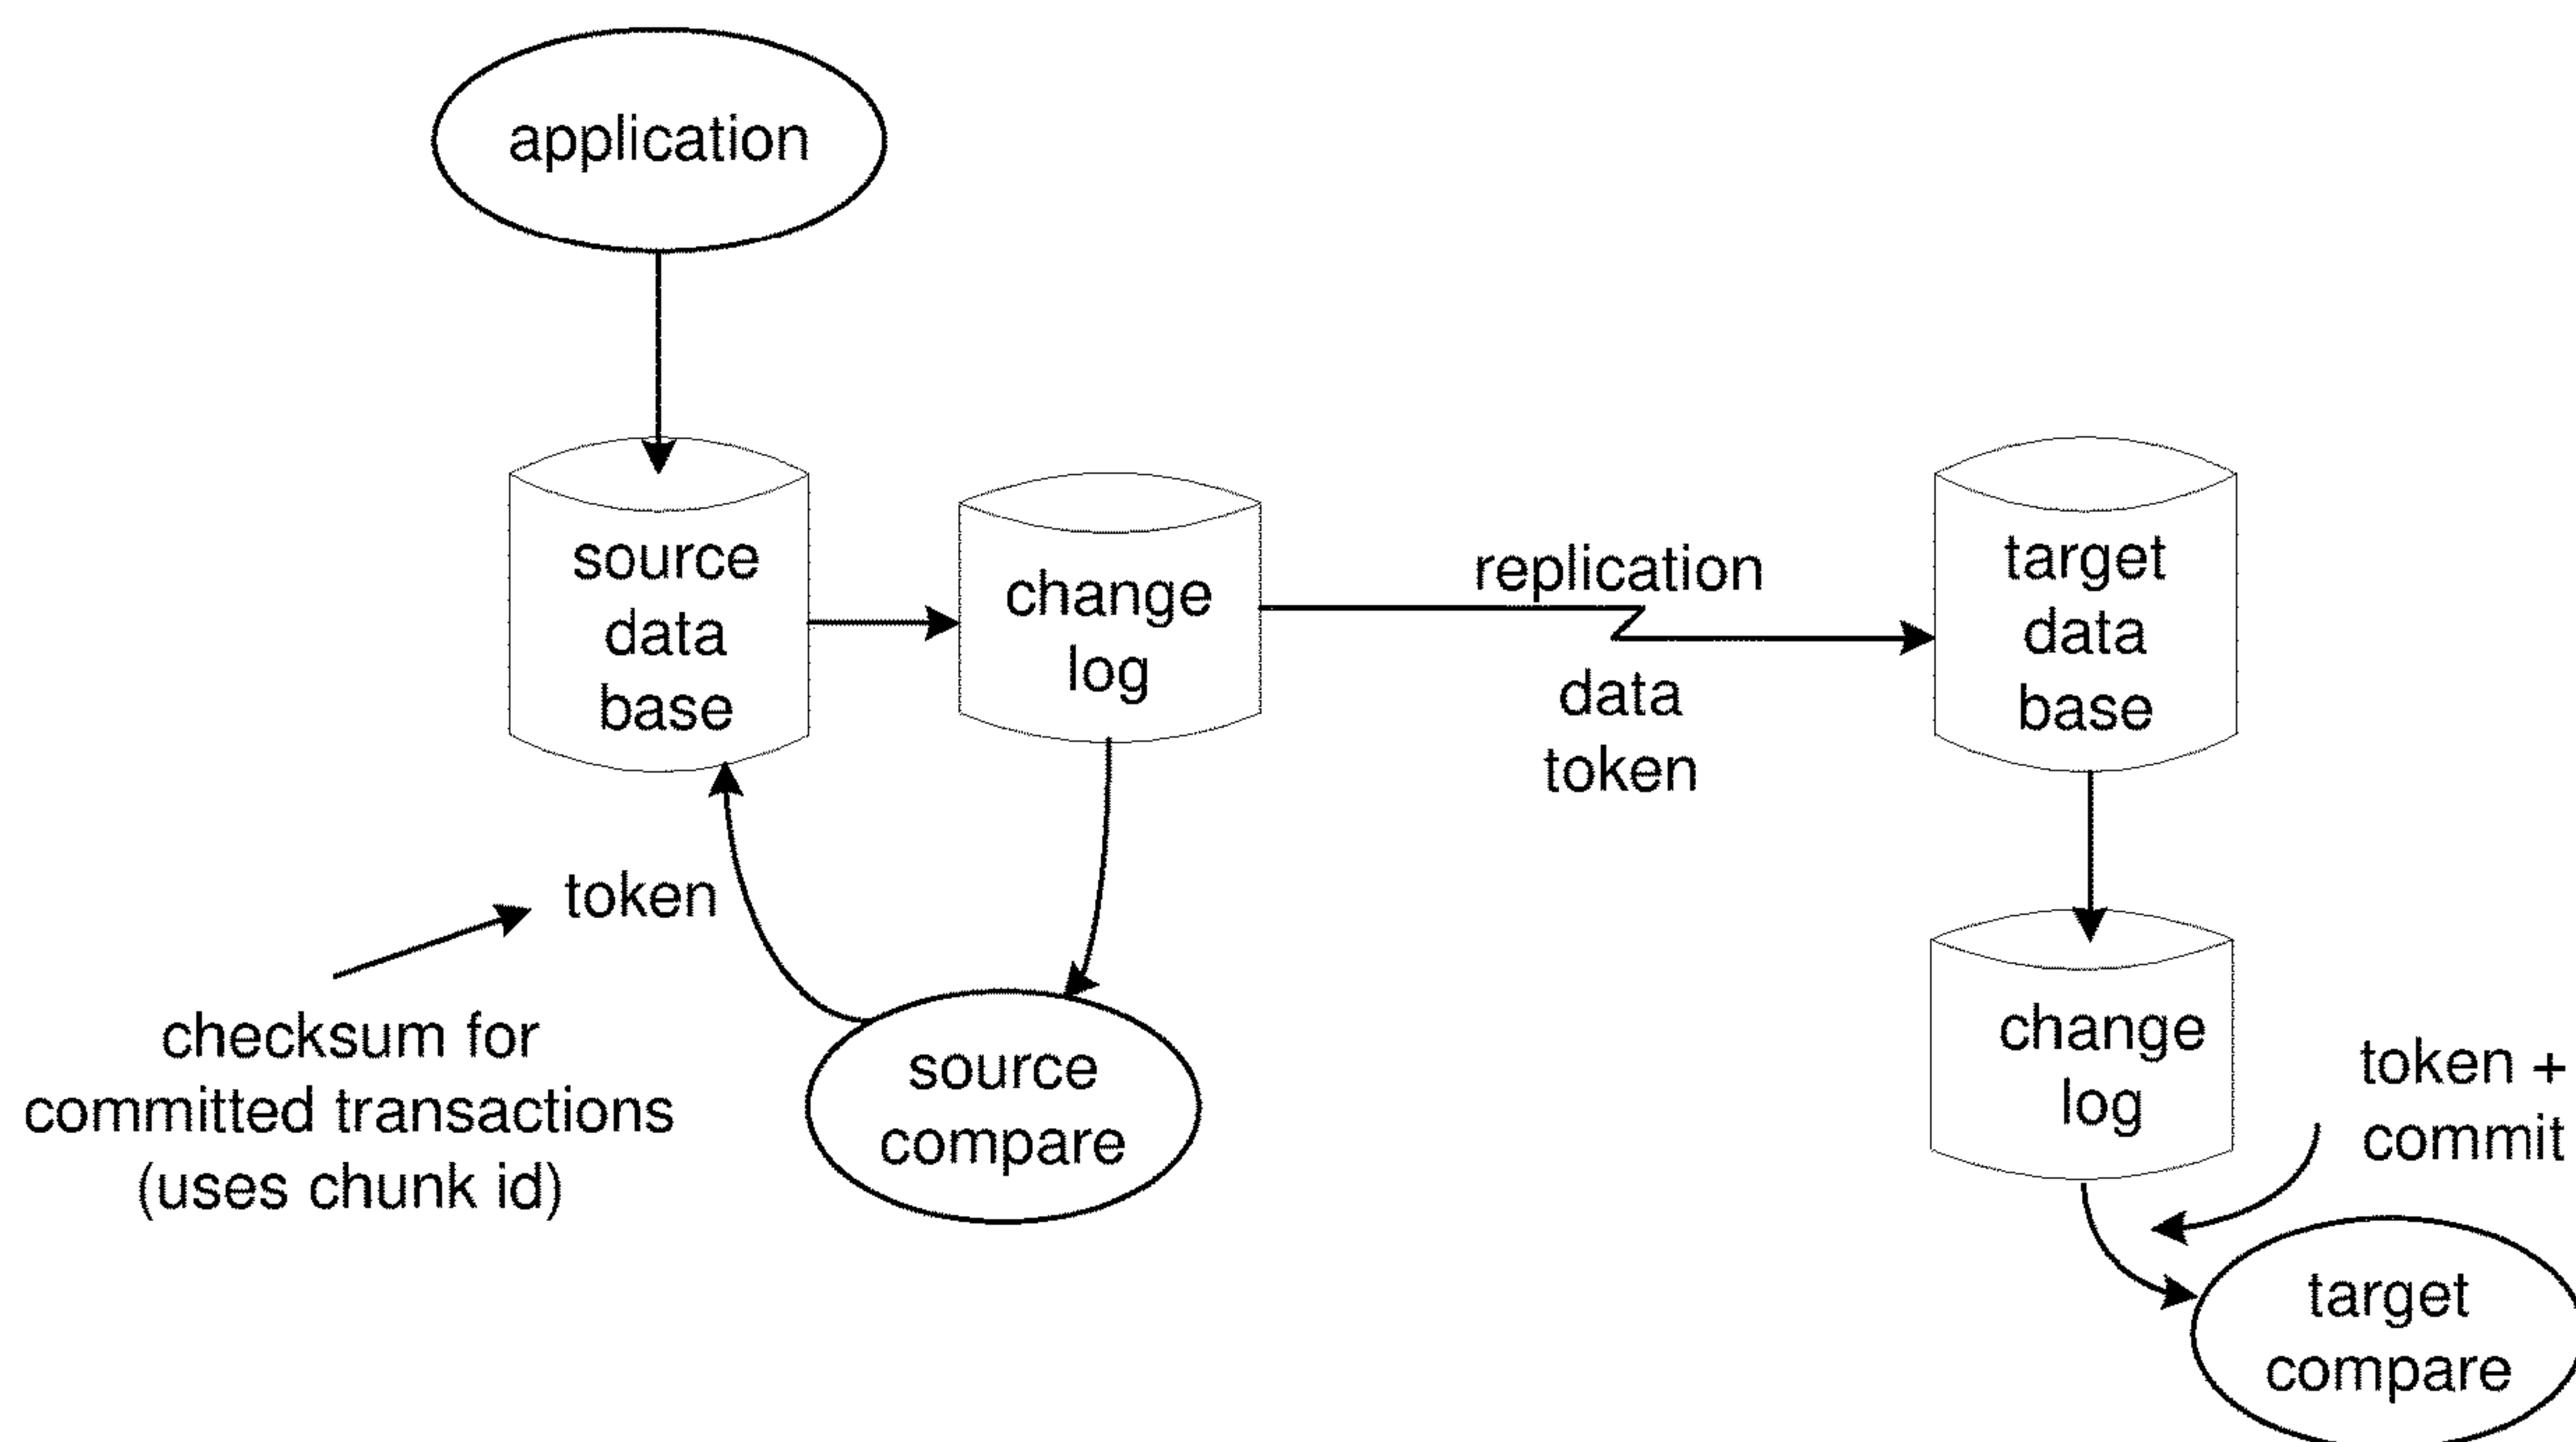 application
source
data
base
change
log
replication
data
token
target
data
base
token
checksum for
committed transactions
(uses chunk id)
source
compare
change
log
token +
commit
target
compare